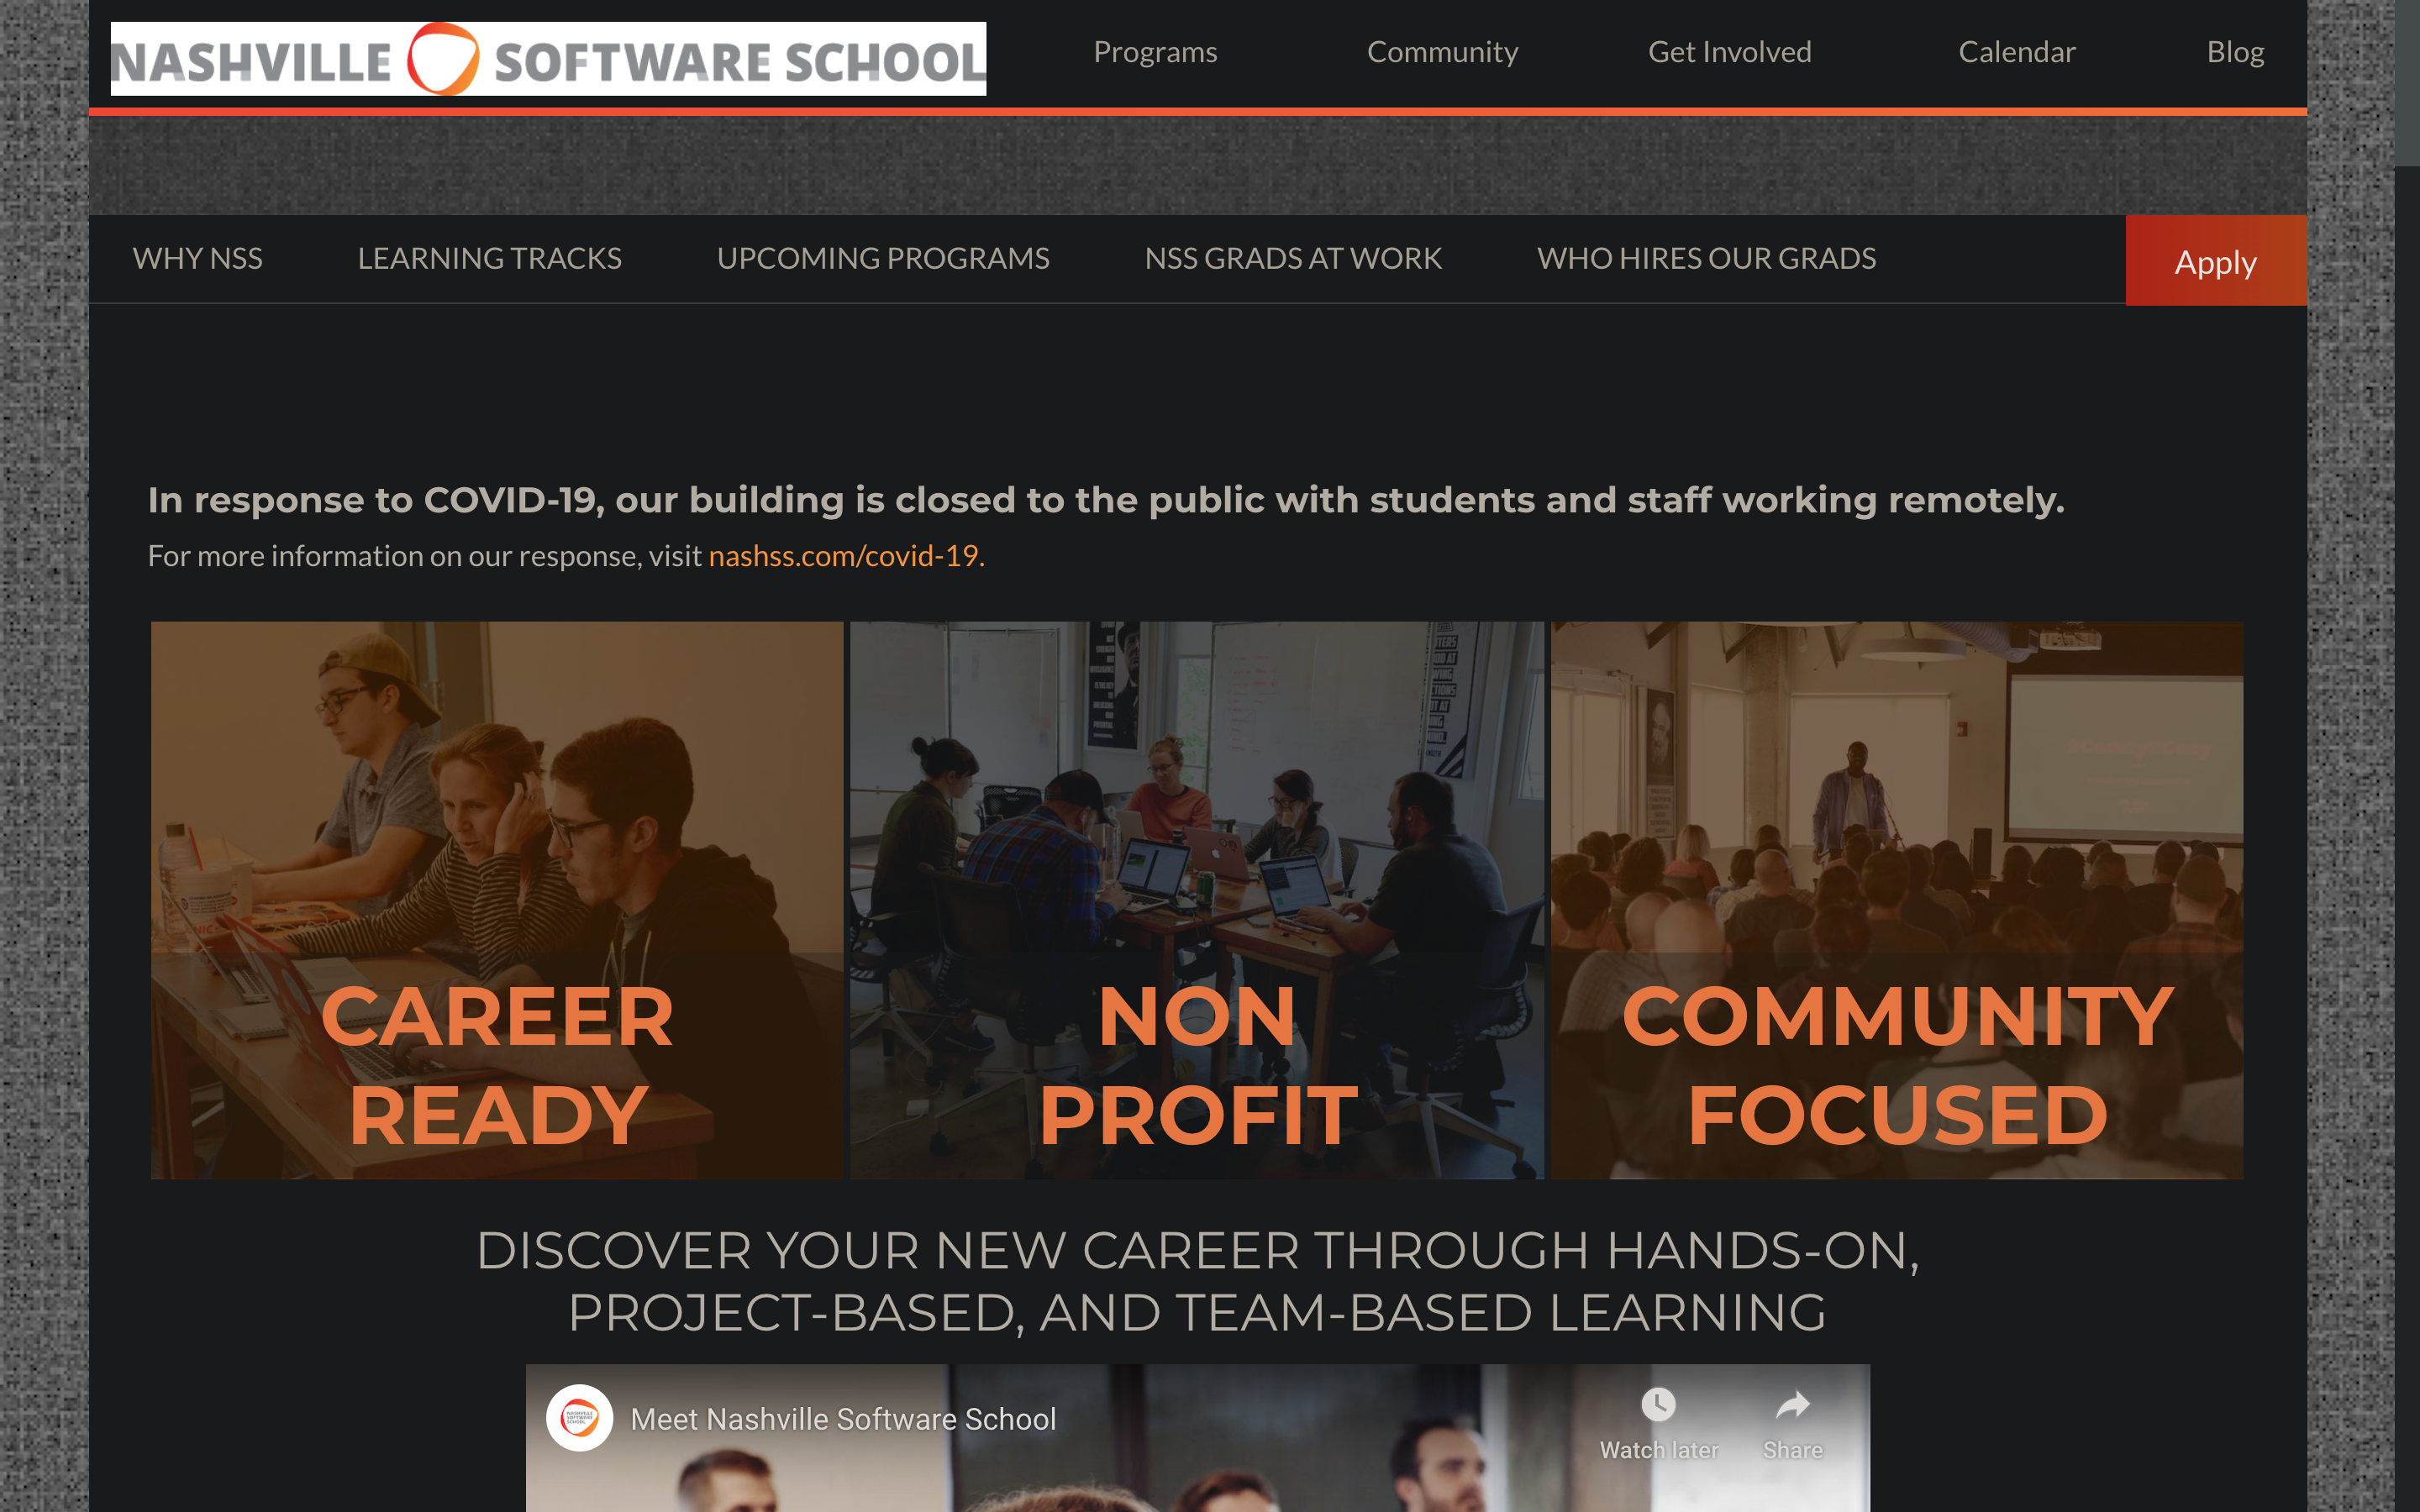 NASHVILLE SOFTWARE SCHOOL
Programs Community Get Involved Calendar Blog
WHY NSS LEARNING TRACKS UPCOMING PROGRAMS NSS GRADS AT WORK WHO HIRES OUR GRADS Apply
In response to COVID-19, our building is closed to the public with students and staff working remotely.
For more information on our response, visit nashss.com/covid-19.
CAREER
READY
NON
PROFIT
COMMUNITY
FOCUSED
DISCOVER YOUR NEW CAREER THROUGH HANDS-ON,
PROJECT-BASED, AND TEAM-BASED LEARNING
Meet Nashville Software School
Watch later Share